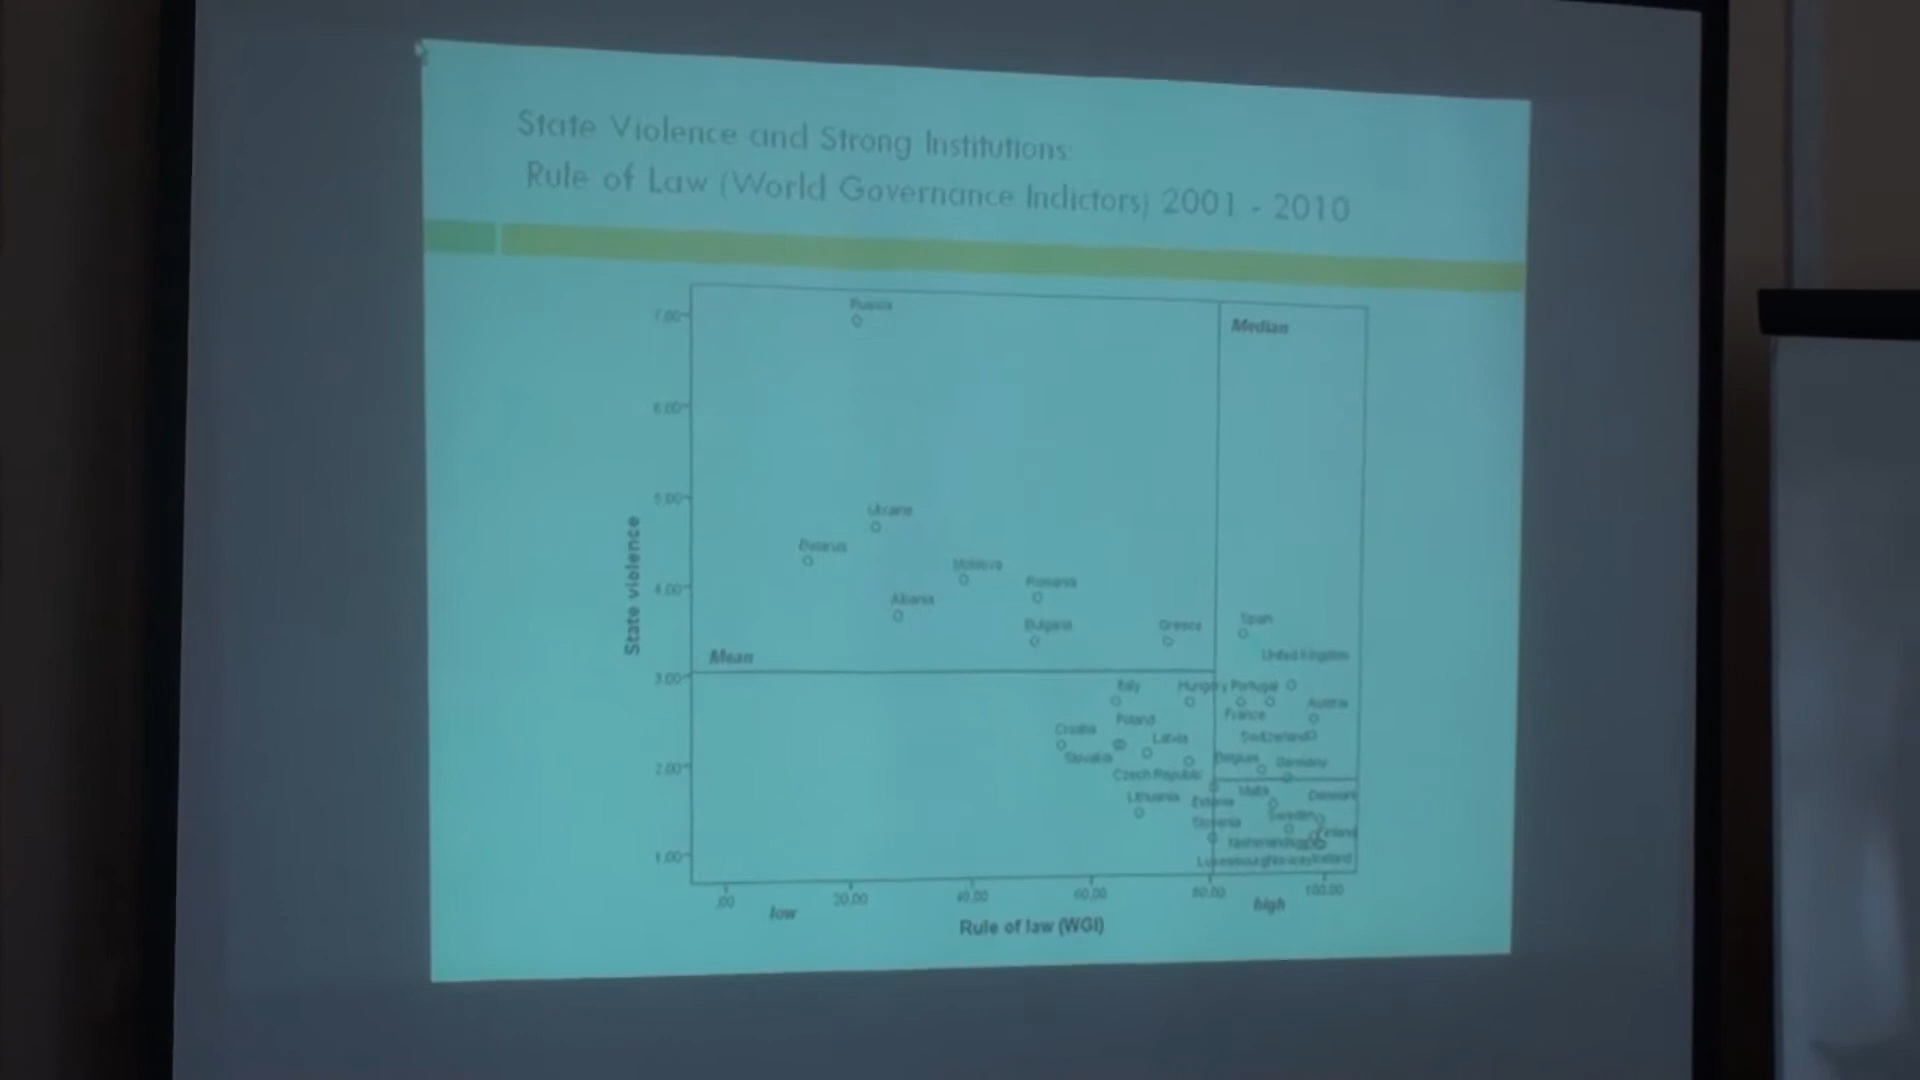 State Violence and Strong Institutions:
Rule of Law (World Governance Indictors) 2001 - 2010
Russia
7.00
Median
6.00
5.00
Ukraine
Belarus
Moldova
Romania
4.00
Albania
Spain
Bulgaria
Greece
State violence
United Kingdom
Mean
3.00
Italy
Hungary
Portugal
Austria
France
Poland
Croatia
Latvia
Switzerland
Slovakia
Belgium
Germany
2.00
Czech Republic
Malta
Denmark
Lithuania
Estonia
Sweden
Slovenia
Finland
1.00
Luxembourg
Norway
Iceland
.00
20.00
40.00
60.00
80.00
100.00
low
high
Rule of law (WGI)